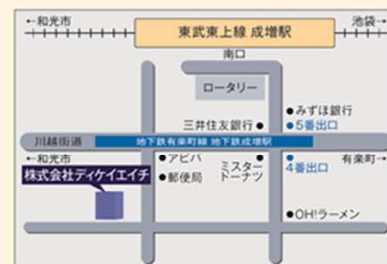 ←和光市
東武東上線 成増駅
池袋→
南口
ロータリー
三井住友銀行
みずほ銀行
5番出口
川越街道
地下鉄有楽町線 地下鉄成増駅
←和光市
アビバ
郵便局
ミスター
ドーナツ
4番出口
有楽町→
株式会社ディケイエイチ
OH!ラーメン